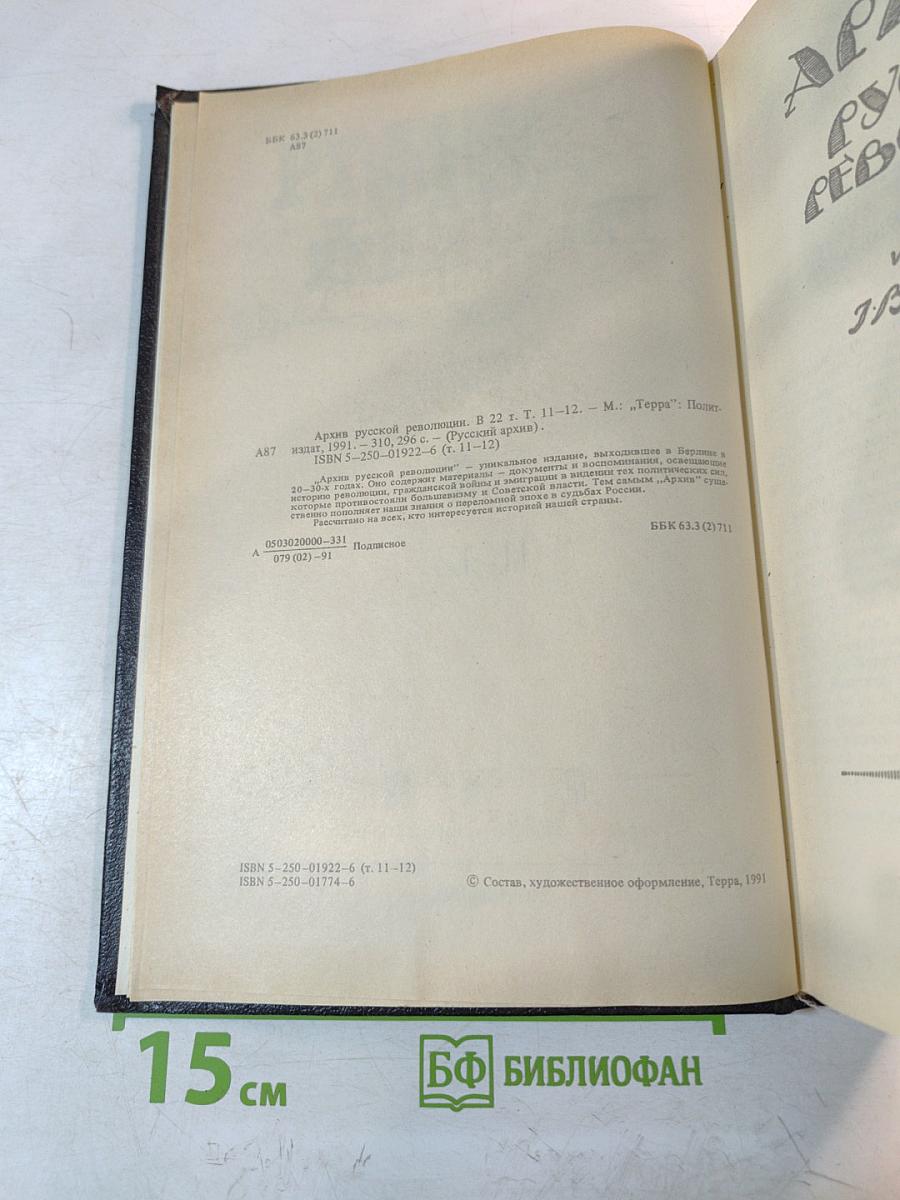 ББК 63.3(2)711
А87
Архив русской революции. В 22 т. Т. 11–12. – М.: „Терра”: Полит-
А87 издат, 1991. – 310, 296 с. – (Русский архив).
ISBN 5–250–01922–6 (т. 11–12)
„Архив русской революции” – уникальное издание, выходившее в Берлине в
20–30-х годах. Оно содержит материалы – документы и воспоминания, освещающие
историю революции, гражданской войны и эмиграции в видении тех политических сил,
которые противостояли большевизму и Советской власти. Тем самым „Архив” суще-
ственно пополняет наши знания о переломной эпохе в судьбах России.
Рассчитано на всех, кто интересуется историей нашей страны.
ББК 63.3(2)711
А 0503020000–331 Подписное
079(02)–91
ISBN 5–250–01922–6 (т. 11–12)
ISBN 5–250–01774–6
© Состав, художественное оформление, Терра, 1991
15 см
БФ БИБЛИОФАН